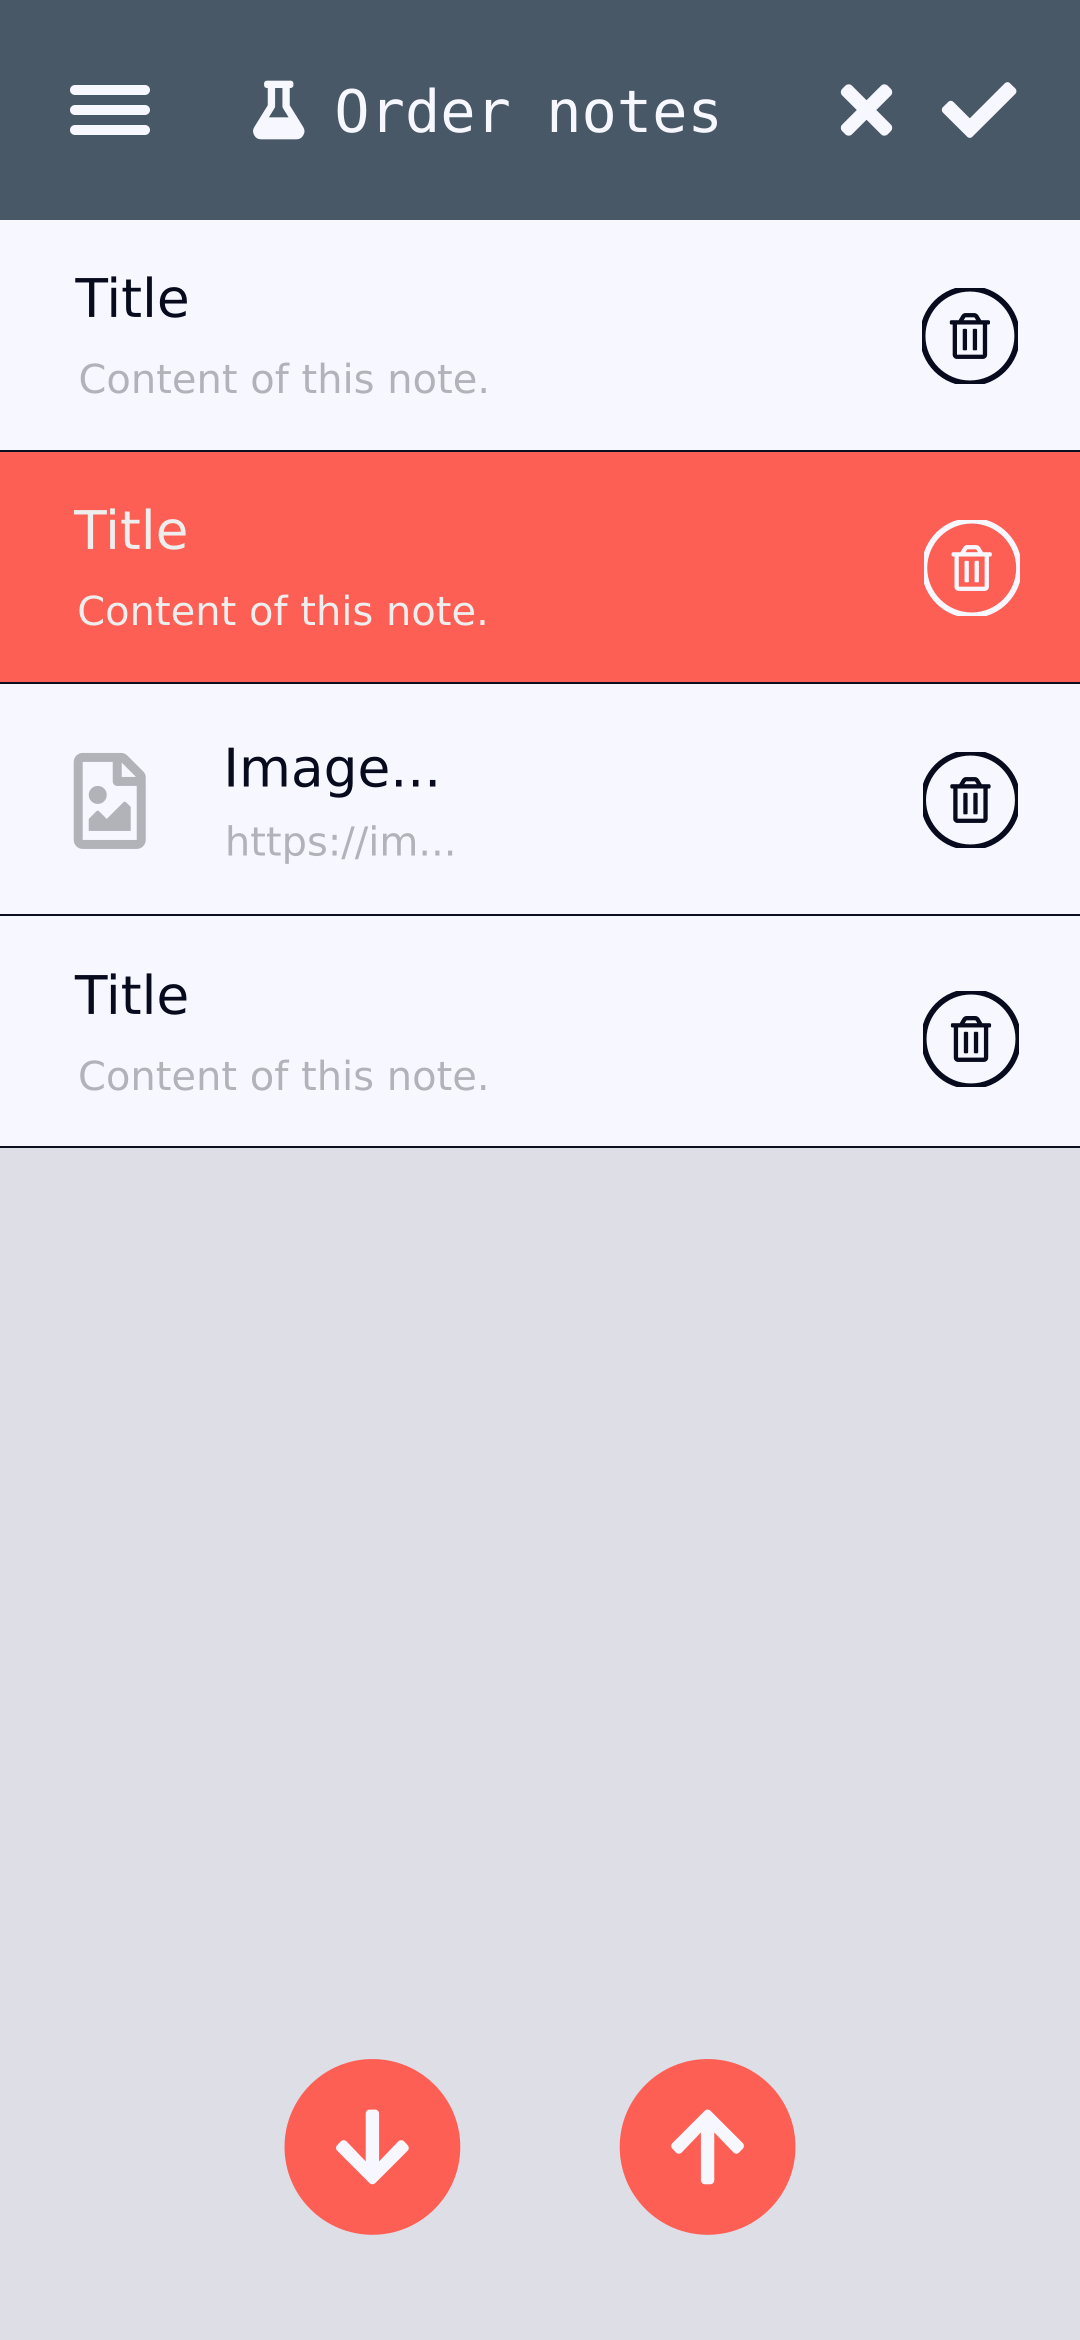 Order notes
Title
Content of this note.
Title
Content of this note.
Image...
https://im...
Title
Content of this note.